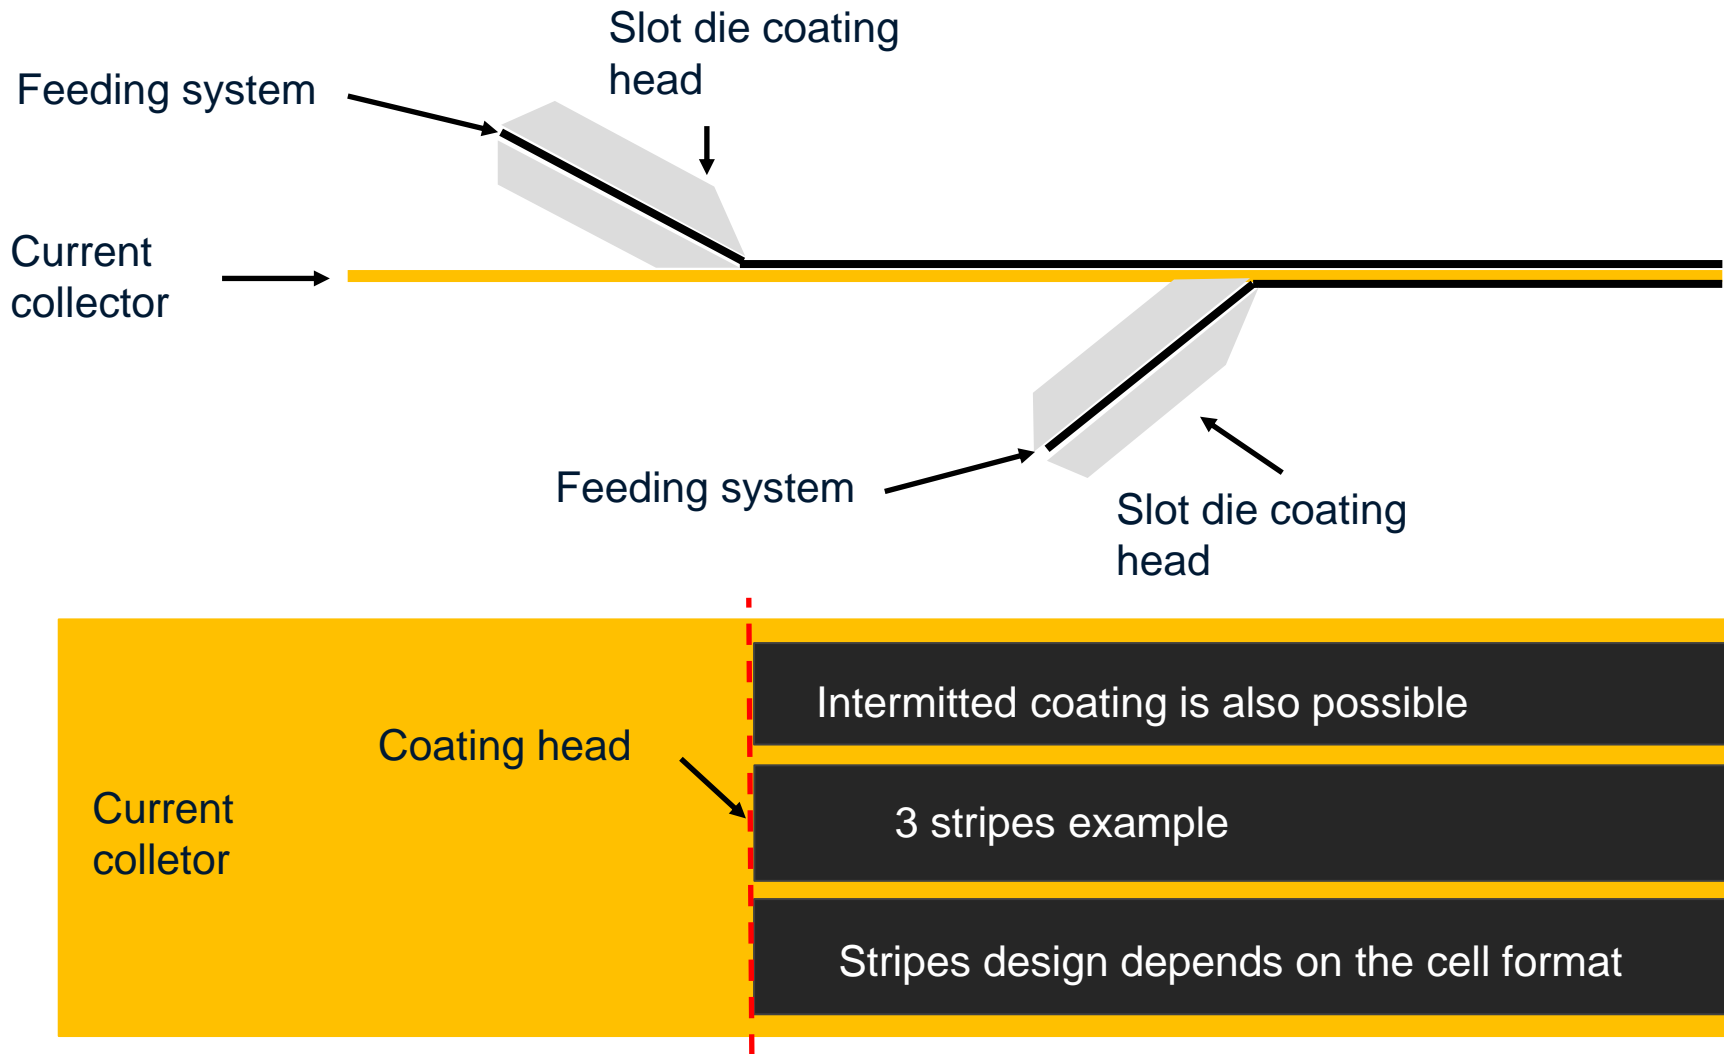 Slot die coating
head
Feeding system
Current
collector
Feeding system
Slot die coating
head
Intermitted coating is also possible
Coating head
Current
colletor
3 stripes example
Stripes design depends on the cell format